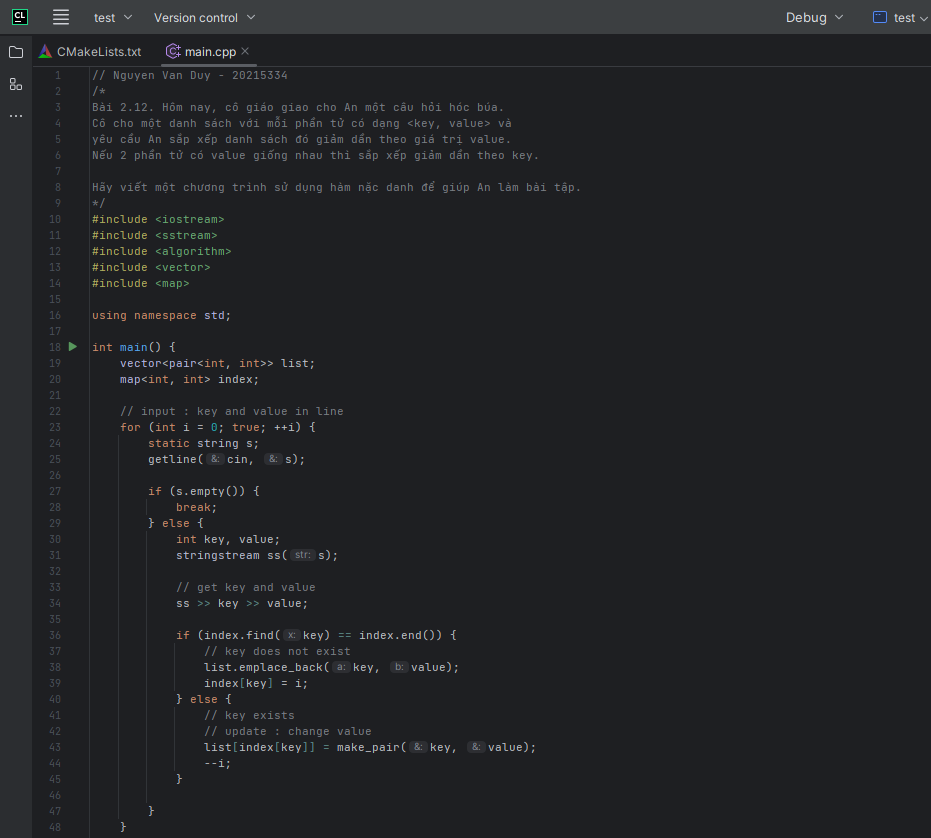 CL test Version control Debug test
CMakeLists.txt main.cpp
1 // Nguyen Van Duy - 20215334
2 /*
3 Bài 2.12. Hôm nay, cô giáo giao cho An một câu hỏi hóc búa.
4 Cô cho một danh sách với mỗi phần tử có dạng <key, value> và
5 yêu cầu An sắp xếp danh sách đó giảm dần theo giá trị value.
6 Nếu 2 phần tử có value giống nhau thì sắp xếp giảm dần theo key.
7
8 Hãy viết một chương trình sử dụng hàm nặc danh để giúp An làm bài tập.
9 */
10 #include <iostream>
11 #include <sstream>
12 #include <algorithm>
13 #include <vector>
14 #include <map>
15
16 using namespace std;
17
18 int main() {
19 vector<pair<int, int>> list;
20 map<int, int> index;
21
22 // input : key and value in line
23 for (int i = 0; true; ++i) {
24 static string s;
25 getline( &: cin, &: s);
26
27 if (s.empty()) {
28 break;
29 } else {
30 int key, value;
31 stringstream ss( str: s);
32
33 // get key and value
34 ss >> key >> value;
35
36 if (index.find( x: key) == index.end()) {
37 // key does not exist
38 list.emplace_back( a: key, b: value);
39 index[key] = i;
40 } else {
41 // key exists
42 // update : change value
43 list[index[key]] = make_pair( &: key, &: value);
44 --i;
45 }
46
47 }
48 }